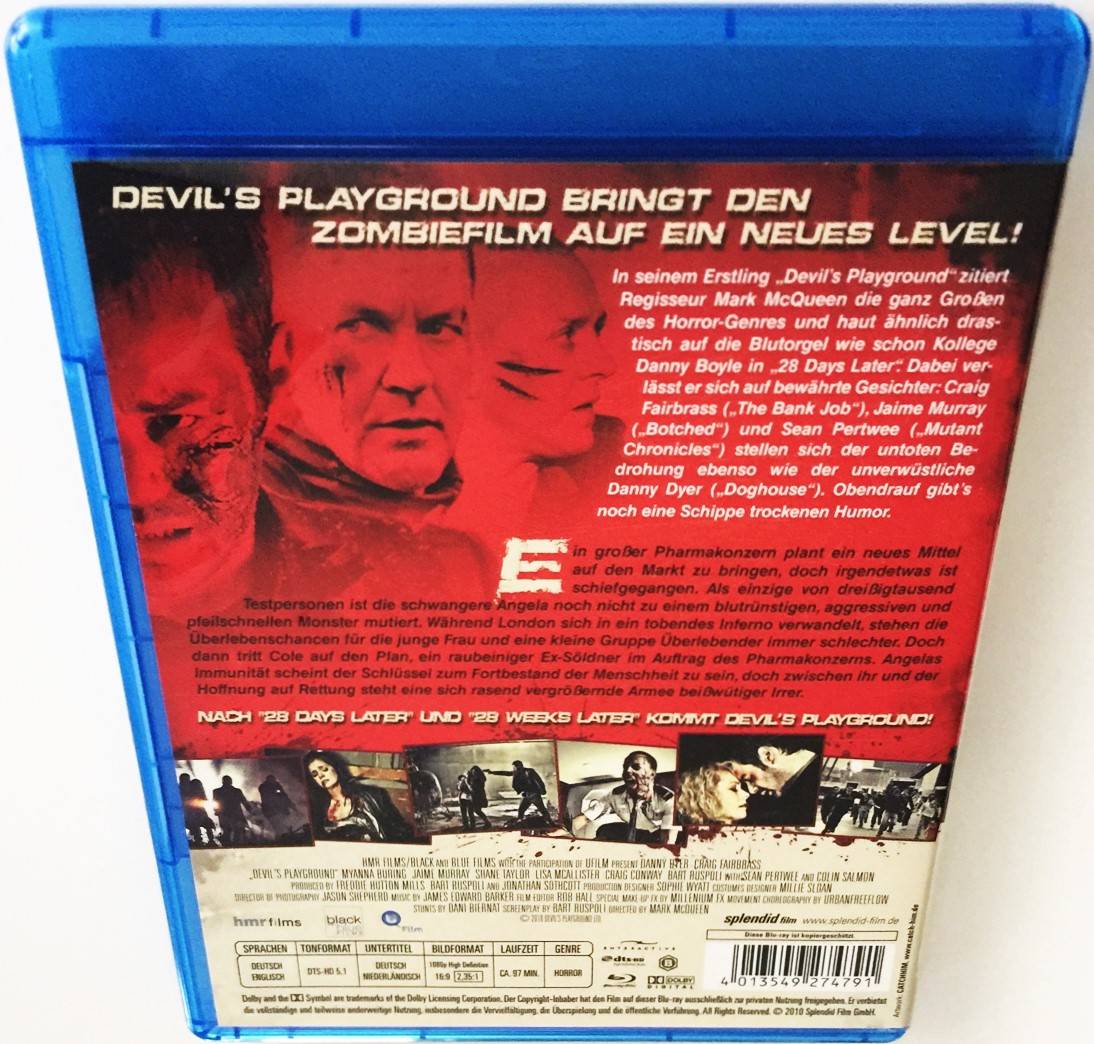 DEVIL'S PLAYGROUND BRINGT DEN
ZOMBIEFILM AUF EIN NEUES LEVEL!
In seinem Erstling „Devil's Playground“ zitiert
Regisseur Mark McQueen die ganz Großen
des Horror-Genres und haut ähnlich dras-
tisch auf die Blutorgel wie schon Kollege
Danny Boyle in „28 Days Later“. Dabei ver-
lässt er sich auf bewährte Gesichter: Craig
Fairbrass („The Bank Job“), Jaime Murray
(„Botched“) und Sean Pertwee („Mutant
Chronicles“) stellen sich der untoten Be-
drohung ebenso wie der unverwüstliche
Danny Dyer („Doghouse“). Obendrauf gibt's
noch eine Schippe trockenen Humor.
Ein großer Pharmakonzern plant ein neues Mittel
auf den Markt zu bringen, doch irgendetwas ist
schiefgegangen. Als einzige von dreißigtausend
Testpersonen ist die schwangere Angela noch nicht zu einem blutrünstigen, aggressiven und
pfeilschnellen Monster mutiert. Während London sich in ein tobendes Inferno verwandelt, stehen die
Überlebenschancen für die junge Frau und eine kleine Gruppe Überlebender immer schlechter. Doch
dann tritt Cole auf den Plan, ein raubeiniger Ex-Söldner im Auftrag des Pharmakonzerns. Angelas
Immunität scheint der Schlüssel zum Fortbestand der Menschheit zu sein, doch zwischen ihr und der
Hoffnung auf Rettung steht eine sich rasend vergrößernde Armee beißwütiger Irrer.
NACH "28 DAYS LATER" UND "28 WEEKS LATER" KOMMT DEVIL'S PLAYGROUND!
HMR FILMS/BLACK AND BLUE FILMS WITH THE PARTICIPATION OF UFILM PRESENT DANNY DYER CRAIG FAIRBRASS
„DEVIL'S PLAYGROUND“ MYANNA BURING JAIME MURRAY SHANE TAYLOR LISA MCALLISTER CRAIG CONWAY BART RUSPOLI WITH SEAN PERTWEE AND COLIN SALMON
PRODUCED BY FREDDIE HUTTON MILLS BART RUSPOLI AND JONATHAN SOTHCOTT PRODUCTION DESIGNER SOPHIE WYATT COSTUMES DESIGNER MILLIE SLOAN
DIRECTOR OF PHOTOGRAPHY JASON SHEPHERD MUSIC BY JAMES EDWARD BARKER FILM EDITOR ROB HALL SPECIAL MAKE-UP FX BY MILLENIUM FX MOVEMENT CHOREOGRAPHY BY URBANFREEFLOW
STUNTS BY DANI BIERNAT SCREENPLAY BY BART RUSPOLI DIRECTED BY MARK MCQUEEN
© 2010 DEVIL'S PLAYGROUND LTD.
hmrfilms black Film splendid film www.splendid-film.de
Diese Blu-ray ist kopiergeschützt.
SPRACHEN TONFORMAT UNTERTITEL BILDFORMAT LAUFZEIT GENRE
DEUTSCH ENGLISCH DTS-HD 5.1 DEUTSCH NIEDERLÄNDISCH 1080p High Definition 16:9 2,35:1 CA. 97 MIN. HORROR
INTERACTIVE
dts-HD
DOLBY DIGITAL
4 013549 274791
Artwork: CATCHHIM, www.catch-him.de
Dolby and the DD Symbol are trademarks of the Dolby Licensing Corporation. Der Copyright-Inhaber hat den Film auf dieser Blu-ray ausschließlich zur privaten Nutzung freigegeben. Er verbietet
die vollständige und teilweise anderweitige Nutzung, insbesondere die Vervielfältigung, die Überspielung und die öffentliche Verführung. All Rights Reserved. © 2010 Splendid Film GmbH.